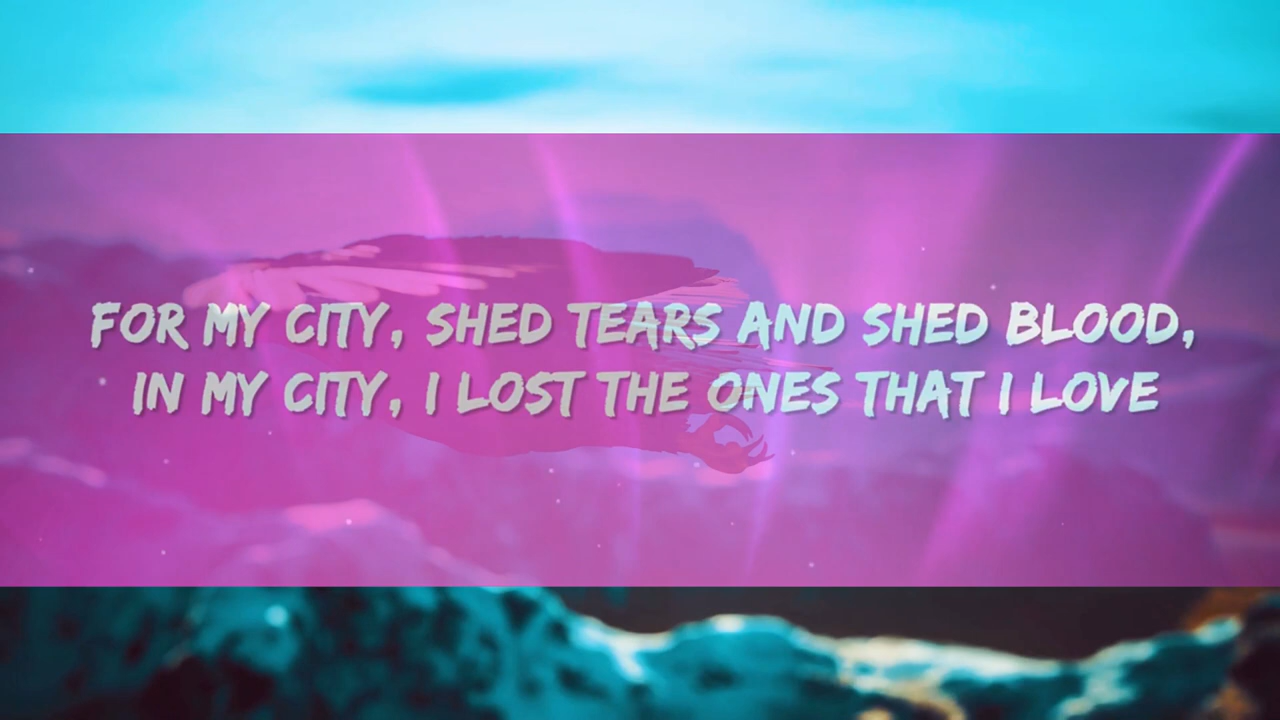 FOR MY CITY, SHED TEARS AND SHED BLOOD,
IN MY CITY, I LOST THE ONES THAT I LOVE